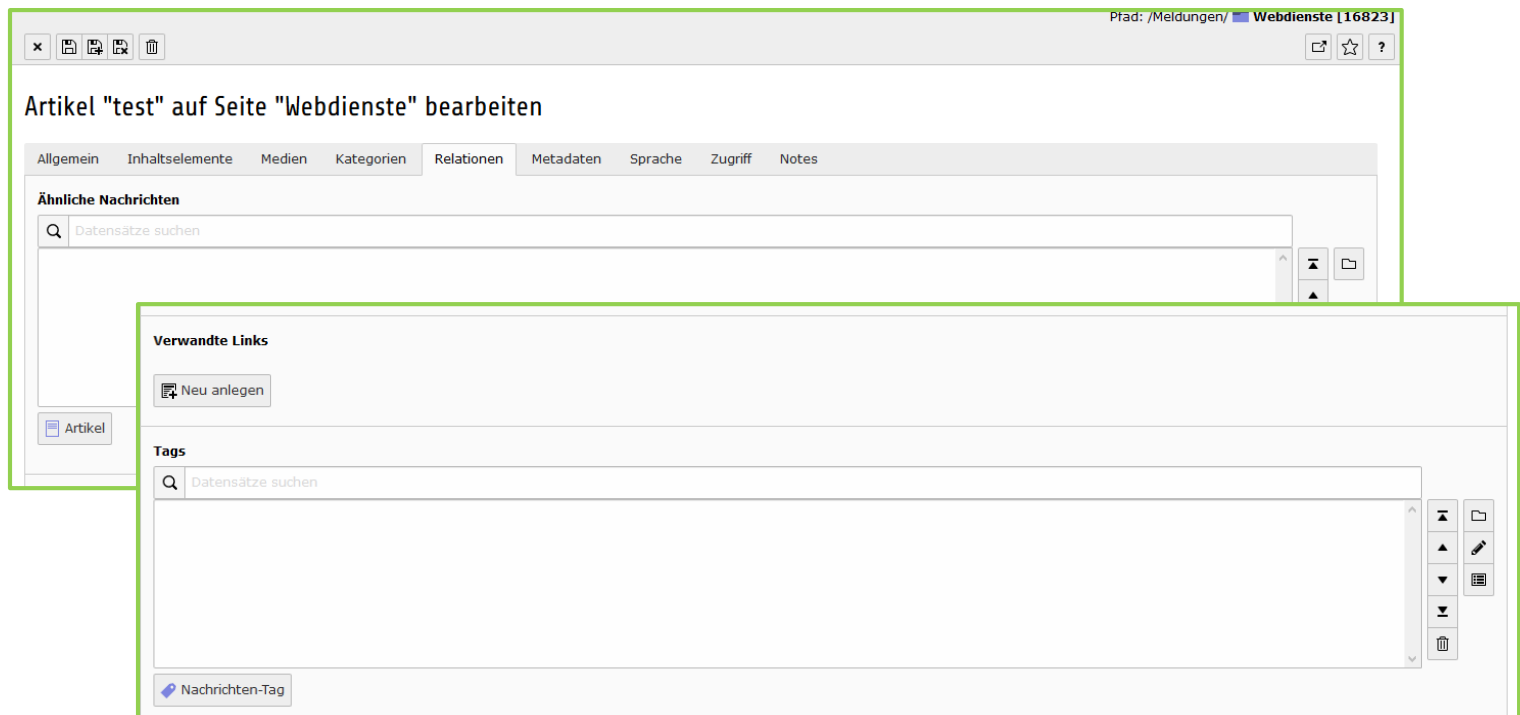 Pfad: /Meldungen/ Webdienste [16823]
?
Artikel "test" auf Seite "Webdienste" bearbeiten
Allgemein Inhaltselemente Medien Kategorien Relationen Metadaten Sprache Zugriff Notes
Ähnliche Nachrichten
Datensätze suchen
Artikel
Verwandte Links
Neu anlegen
Tags
Datensätze suchen
Nachrichten-Tag